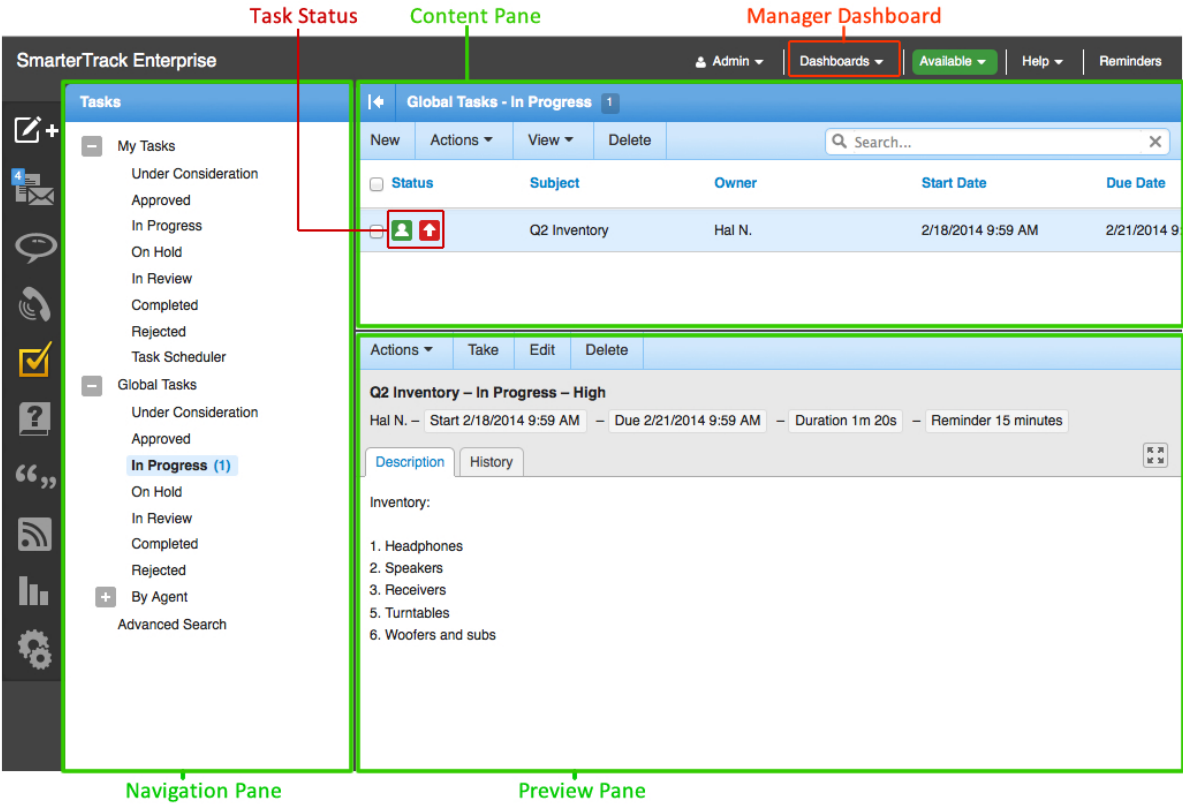 Task Status Content Pane Manager Dashboard
SmarterTrack Enterprise Admin Dashboards Available Help Reminders
Tasks
4
My Tasks
Under Consideration
Approved
In Progress
On Hold
In Review
Completed
Rejected
Task Scheduler
Global Tasks
Under Consideration
Approved
In Progress (1)
On Hold
In Review
Completed
Rejected
By Agent
Advanced Search
Global Tasks - In Progress 1
New Actions View Delete Search...
Status Subject Owner Start Date Due Date
Q2 Inventory Hal N. 2/18/2014 9:59 AM 2/21/2014 9:
Actions Take Edit Delete
Q2 Inventory – In Progress – High
Hal N. – Start 2/18/2014 9:59 AM – Due 2/21/2014 9:59 AM – Duration 1m 20s – Reminder 15 minutes
Description History
Inventory:
1. Headphones
2. Speakers
3. Receivers
5. Turntables
6. Woofers and subs
Navigation Pane Preview Pane